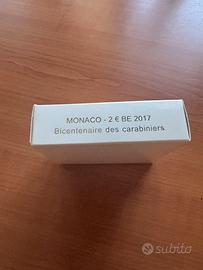 MONACO - 2 € BE 2017
Bicentenaire des carabiniers
subito